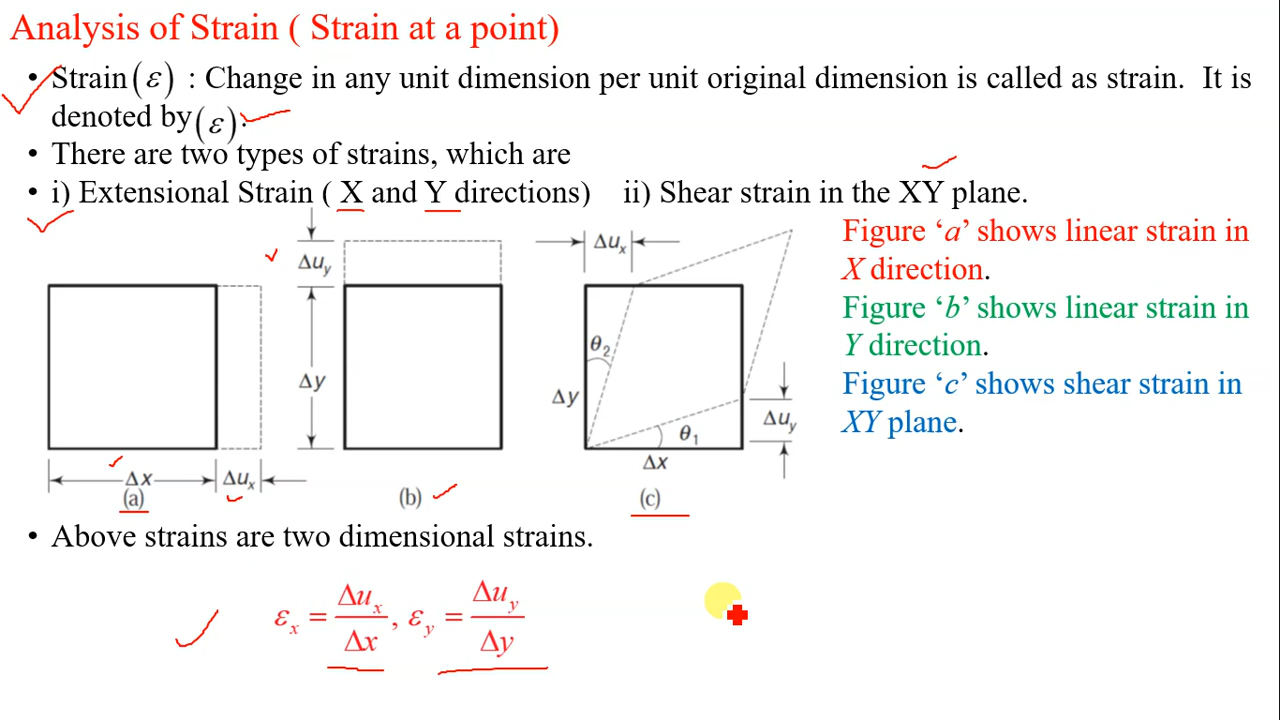 Analysis of Strain ( Strain at a point)
• Strain (ε) : Change in any unit dimension per unit original dimension is called as strain. It is
denoted by (ε).
• There are two types of strains, which are
• i) Extensional Strain ( X and Y directions) ii) Shear strain in the XY plane.
Figure ‘a’ shows linear strain in
X direction.
Figure ‘b’ shows linear strain in
Y direction.
Figure ‘c’ shows shear strain in
XY plane.
Δx Δuₓ
(a)
Δu_y
Δy
(b)
Δuₓ
θ₂
Δy
θ₁
Δu_y
Δx
(c)
• Above strains are two dimensional strains.
εₓ = Δuₓ/Δx , ε_y = Δu_y/Δy